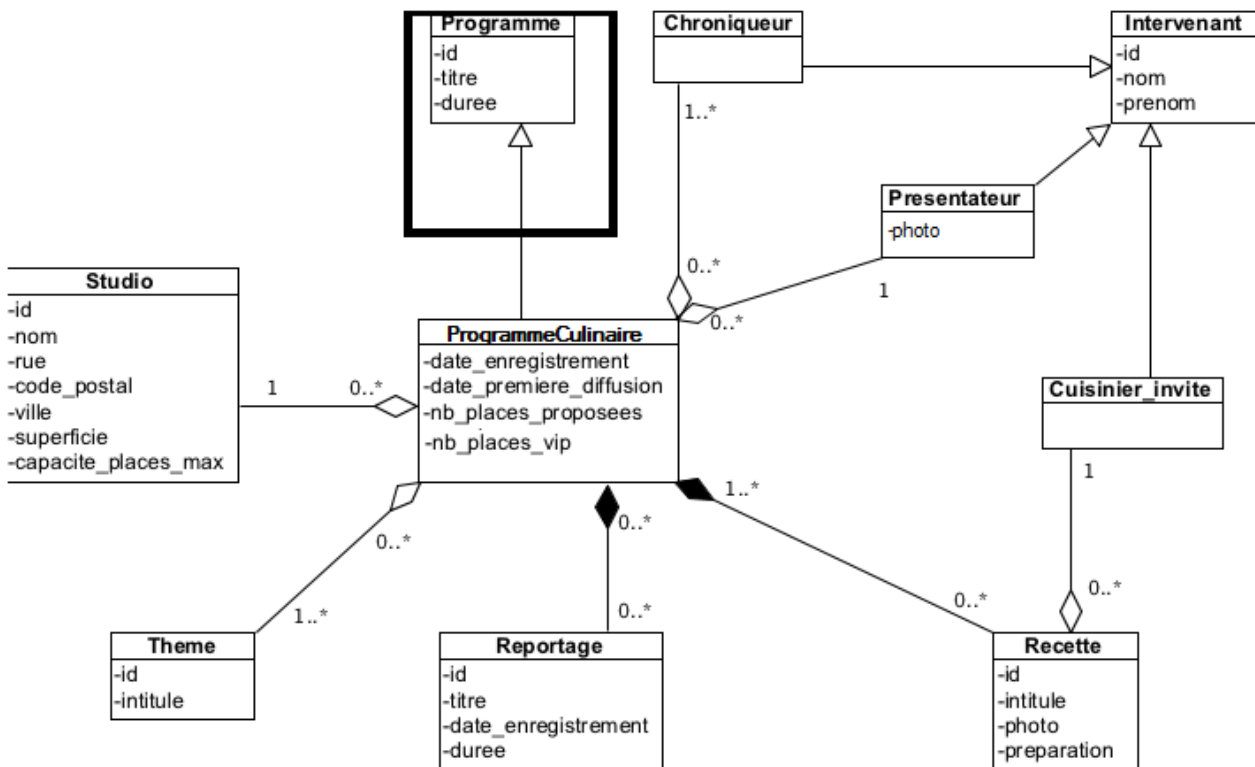 Programme
-id
-titre
-duree
Chroniqueur
Intervenant
-id
-nom
-prenom
1..*
Présentateur
-photo
0..*
1
0..*
Studio
-id
-nom
-rue
-code_postal
-ville
-superficie
-capacite_places_max
1
0..*
ProgrammeCulinaire
-date_enregistrement
-date_premiere_diffusion
-nb_places_proposees
-nb_places_vip
Cuisinier_invite
1
1..*
0..*
0..*
0..*
1..*
0..*
0..*
Theme
-id
-intitule
Reportage
-id
-titre
-date_enregistrement
-duree
Recette
-id
-intitule
-photo
-preparation